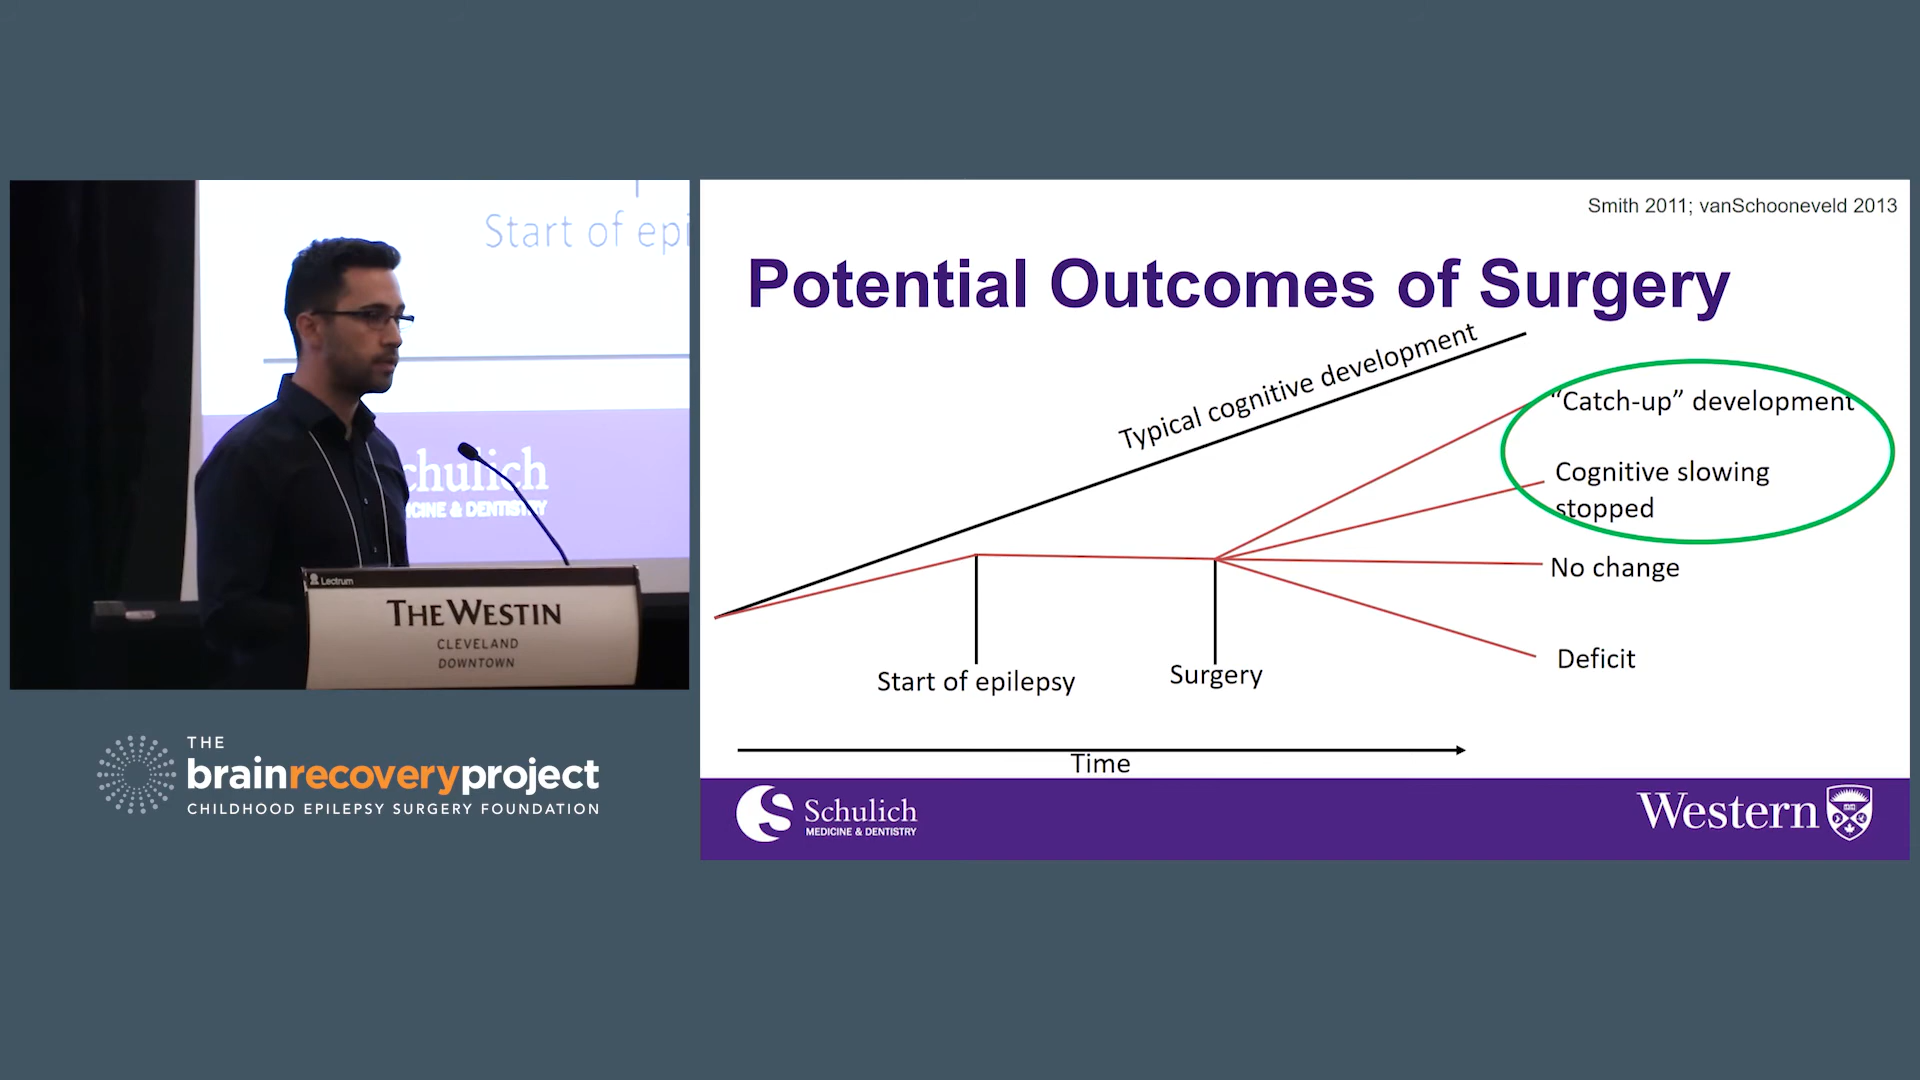 Start of epi
chulich
ICINE & DENTISTRY
Lectrum
THE WESTIN
CLEVELAND
DOWNTOWN
THE
brainrecoveryproject
CHILDHOOD EPILEPSY SURGERY FOUNDATION
Smith 2011; vanSchooneveld 2013
Potential Outcomes of Surgery
Typical cognitive development
“Catch-up” development
Cognitive slowing
stopped
No change
Deficit
Start of epilepsy
Surgery
Time
Schulich
MEDICINE & DENTISTRY
Western